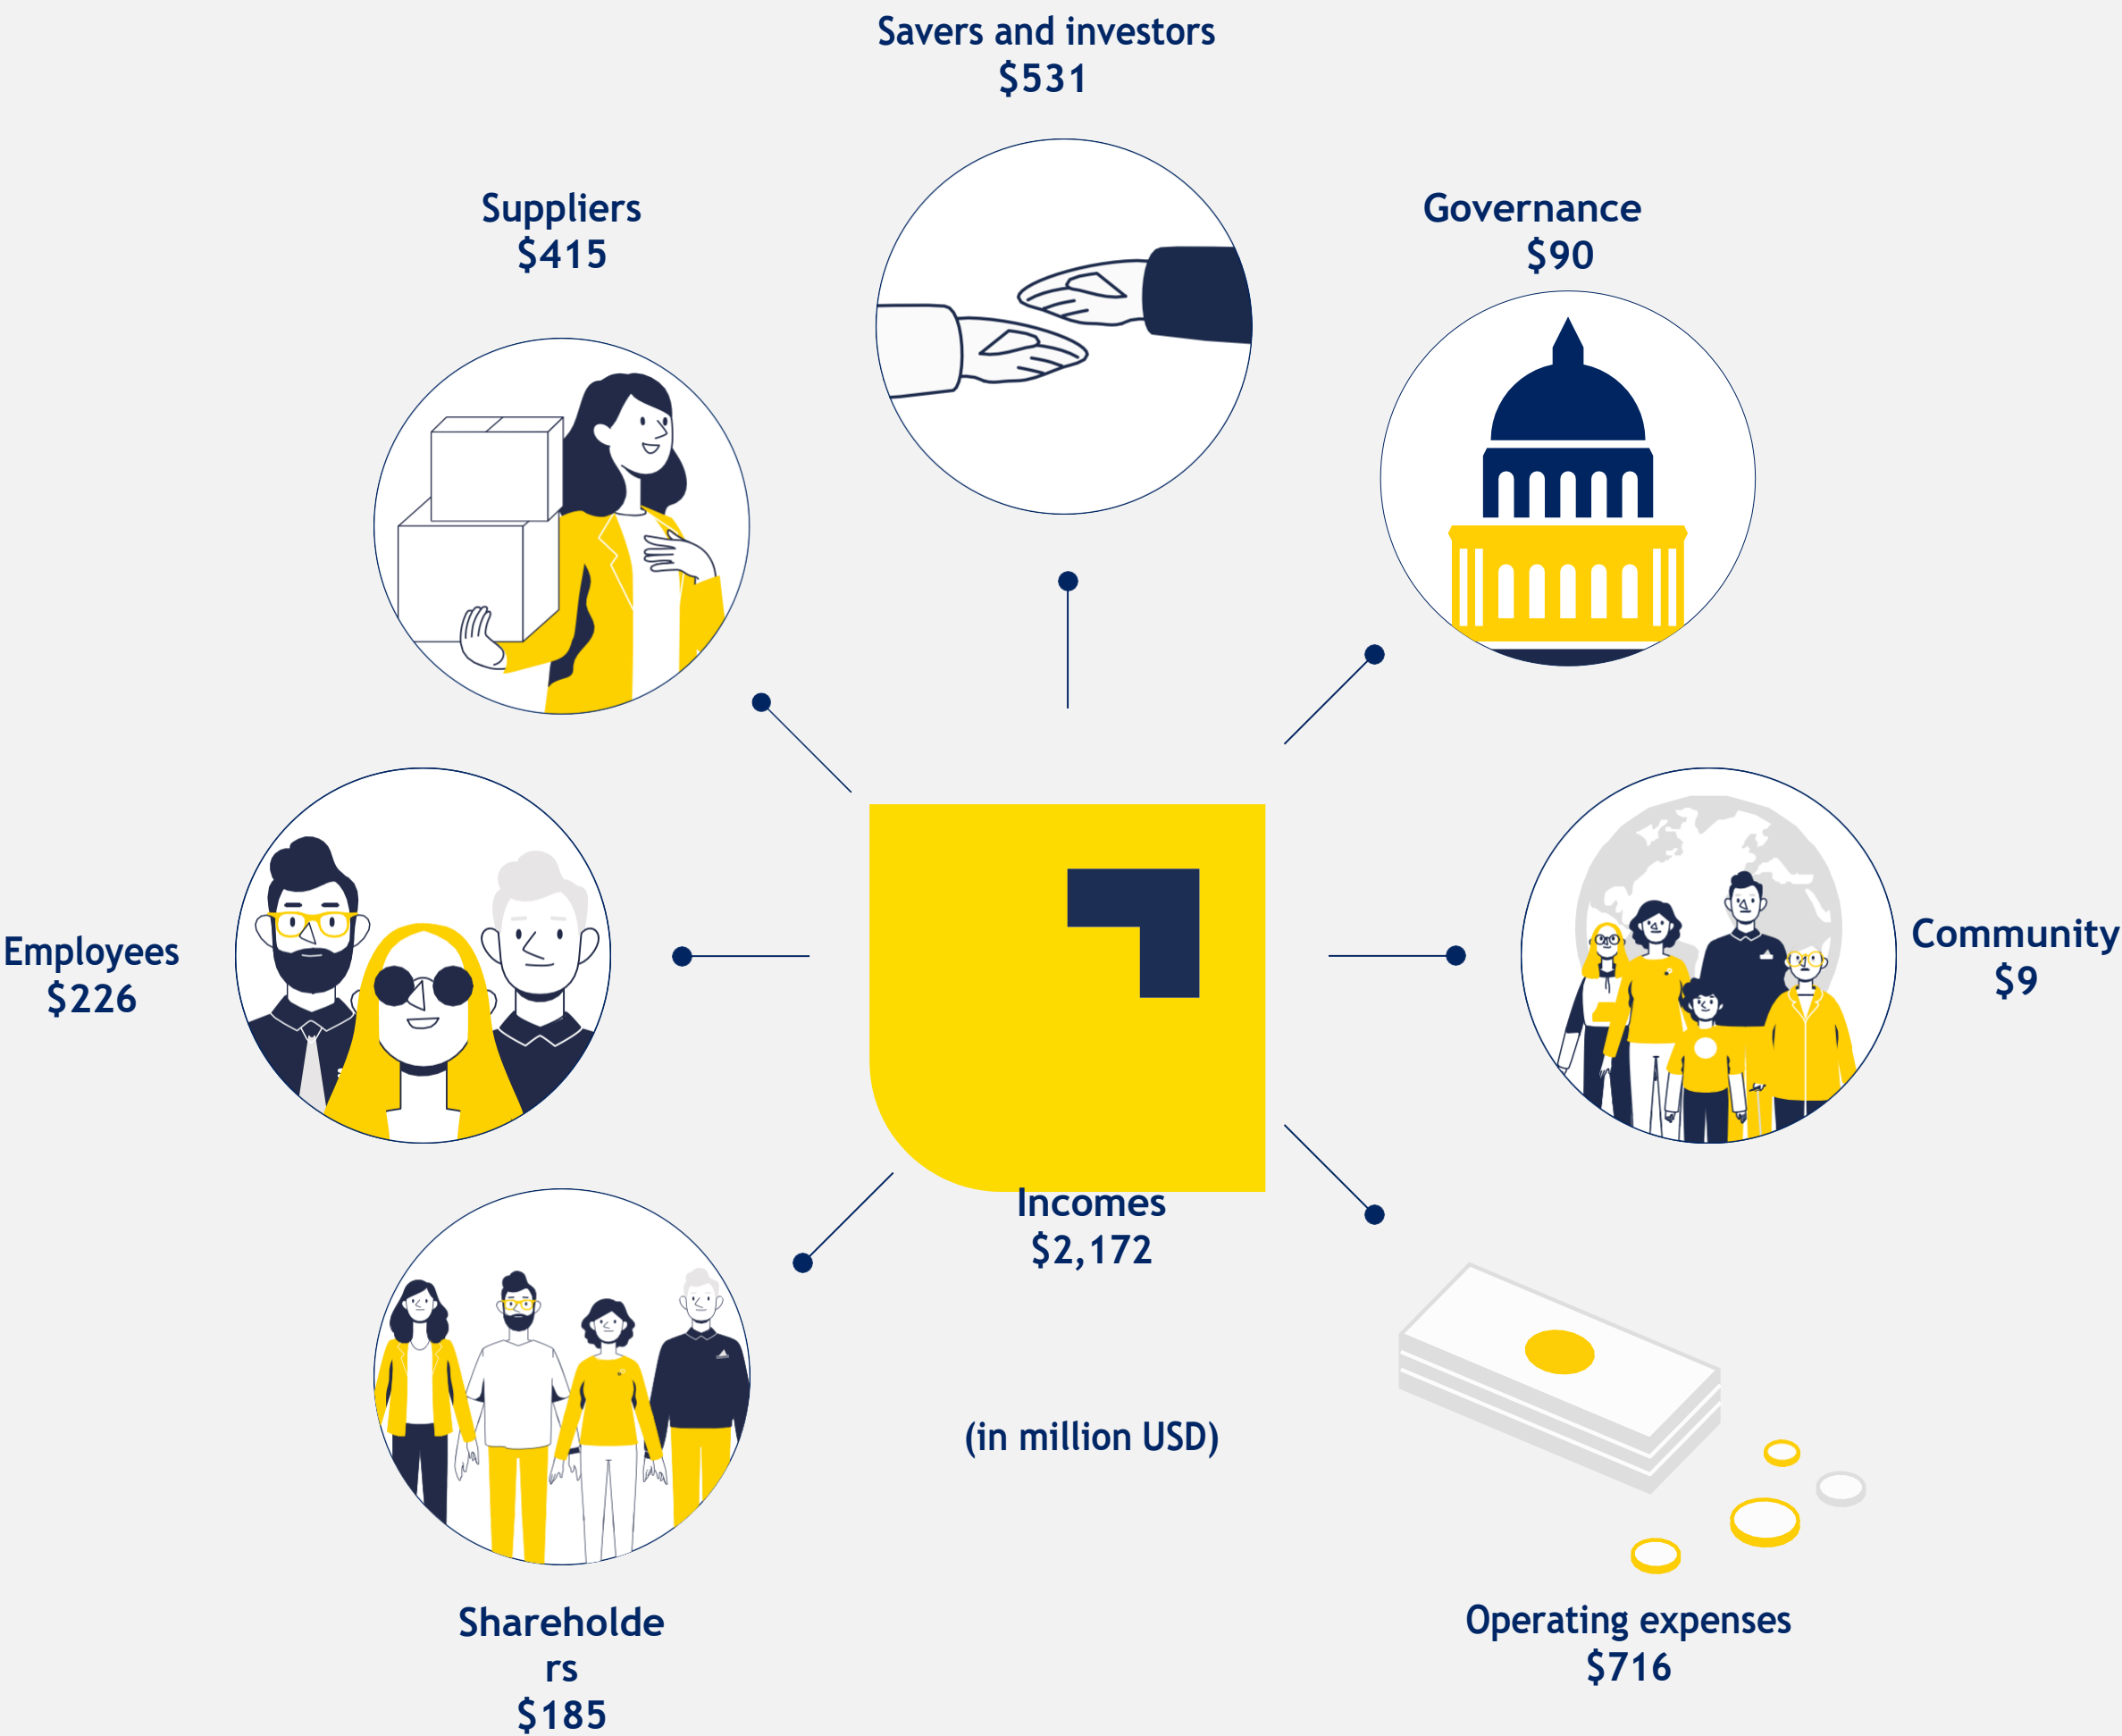 Savers and investors
$531
Suppliers
$415
Governance
$90
Employees
$226
Community
$9
Incomes
$2,172
(in million USD)
Shareholde
rs
$185
Operating expenses
$716